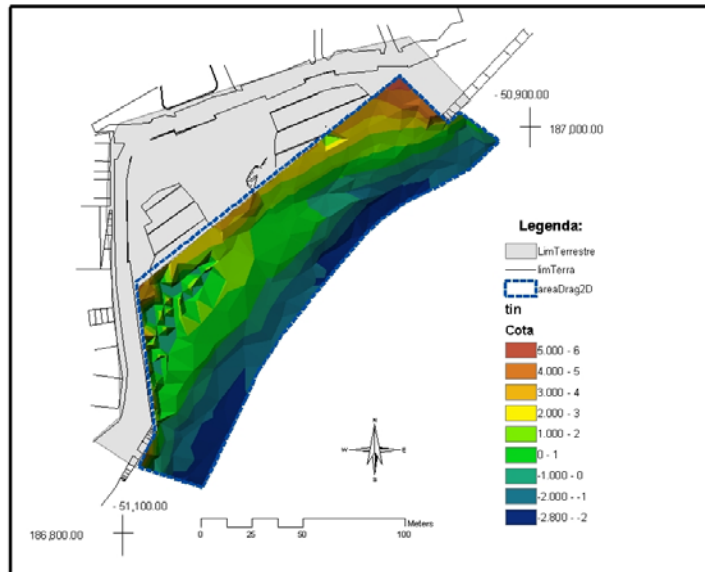 - 50,900.00
187,000.00
Legenda:
LimTerrestre
limTerra
areaDrag2D
tin
Cota
5.000 - 6
4.000 - 5
3.000 - 4
2.000 - 3
1.000 - 2
0 - 1
-1.000 - 0
-2.000 - -1
-2.800 - -2
N
W
E
S
- 51,100.00
186,800.00
Meters
0 25 50 100